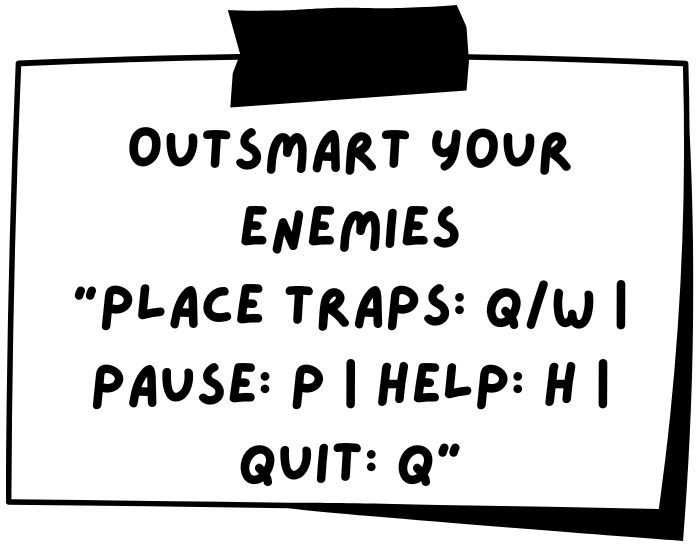 OUTSMART YOUR
ENEMIES
"PLACE TRAPS: Q/W |
PAUSE: P | HELP: H |
QUIT: Q"